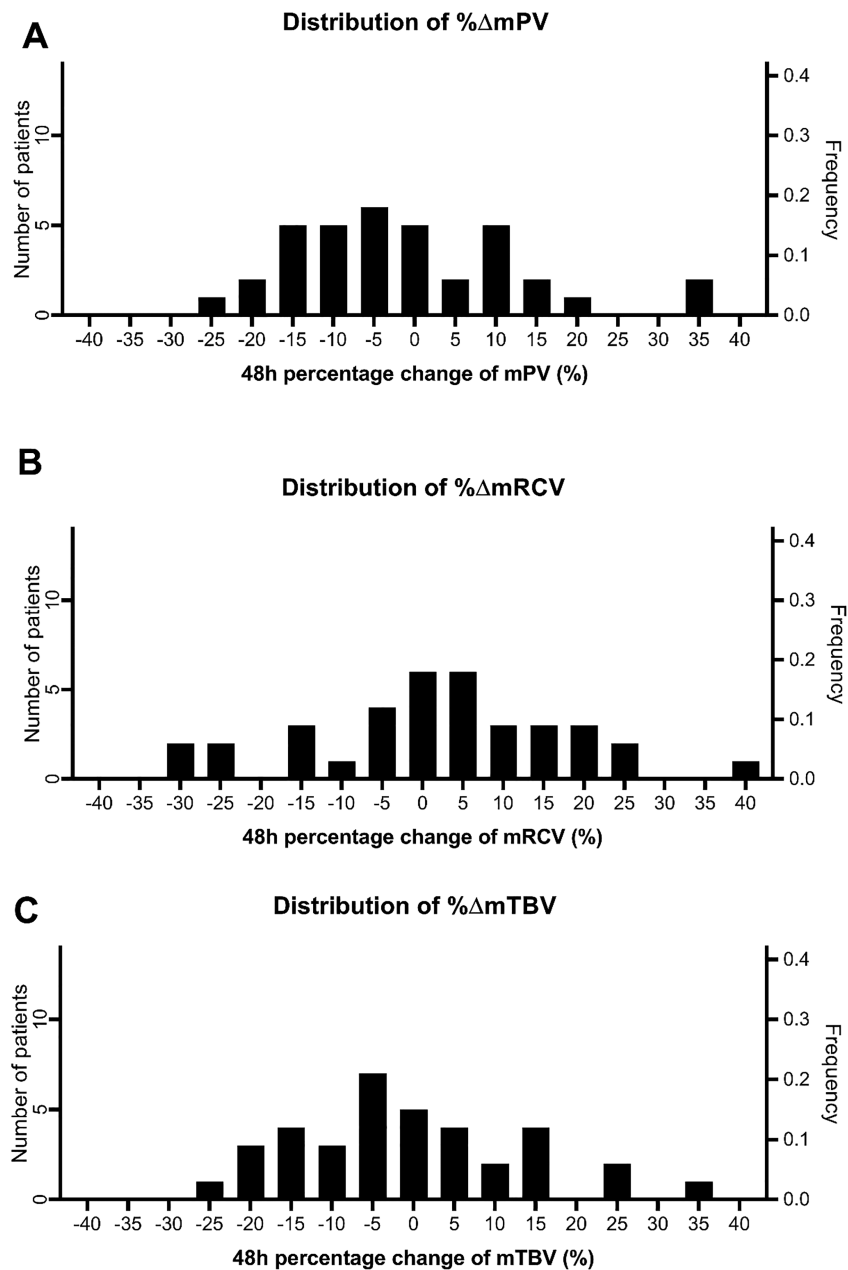 A
Distribution of %ΔmPV
Number of patients
10
5
0
0.4
0.3
0.2
0.1
0.0
Frequency
-40 -35 -30 -25 -20 -15 -10 -5 0 5 10 15 20 25 30 35 40
48h percentage change of mPV (%)
B
Distribution of %ΔmRCV
Number of patients
10
5
0
0.4
0.3
0.2
0.1
0.0
Frequency
-40 -35 -30 -25 -20 -15 -10 -5 0 5 10 15 20 25 30 35 40
48h percentage change of mRCV (%)
C
Distribution of %ΔmTBV
Number of patients
10
5
0
0.4
0.3
0.2
0.1
0.0
Frequency
-40 -35 -30 -25 -20 -15 -10 -5 0 5 10 15 20 25 30 35 40
48h percentage change of mTBV (%)